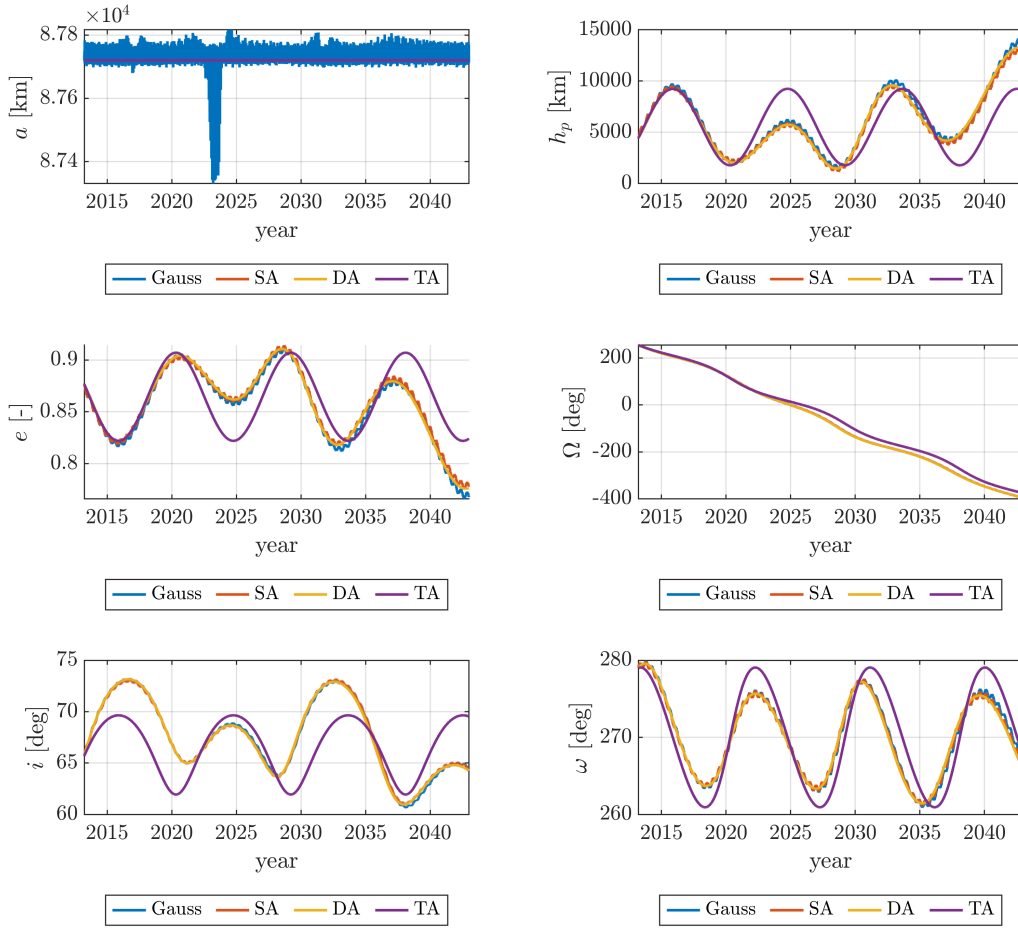 ×10⁴
8.78
8.76
8.74
a [km]
2015 2020 2025 2030 2035 2040
year
Gauss SA DA TA
15000
10000
5000
0
h_p [km]
2015 2020 2025 2030 2035 2040
year
Gauss SA DA TA
0.9
0.85
0.8
e [-]
2015 2020 2025 2030 2035 2040
year
Gauss SA DA TA
200
0
-200
-400
Ω [deg]
2015 2020 2025 2030 2035 2040
year
Gauss SA DA TA
75
70
65
60
i [deg]
2015 2020 2025 2030 2035 2040
year
Gauss SA DA TA
280
270
260
ω [deg]
2015 2020 2025 2030 2035 2040
year
Gauss SA DA TA